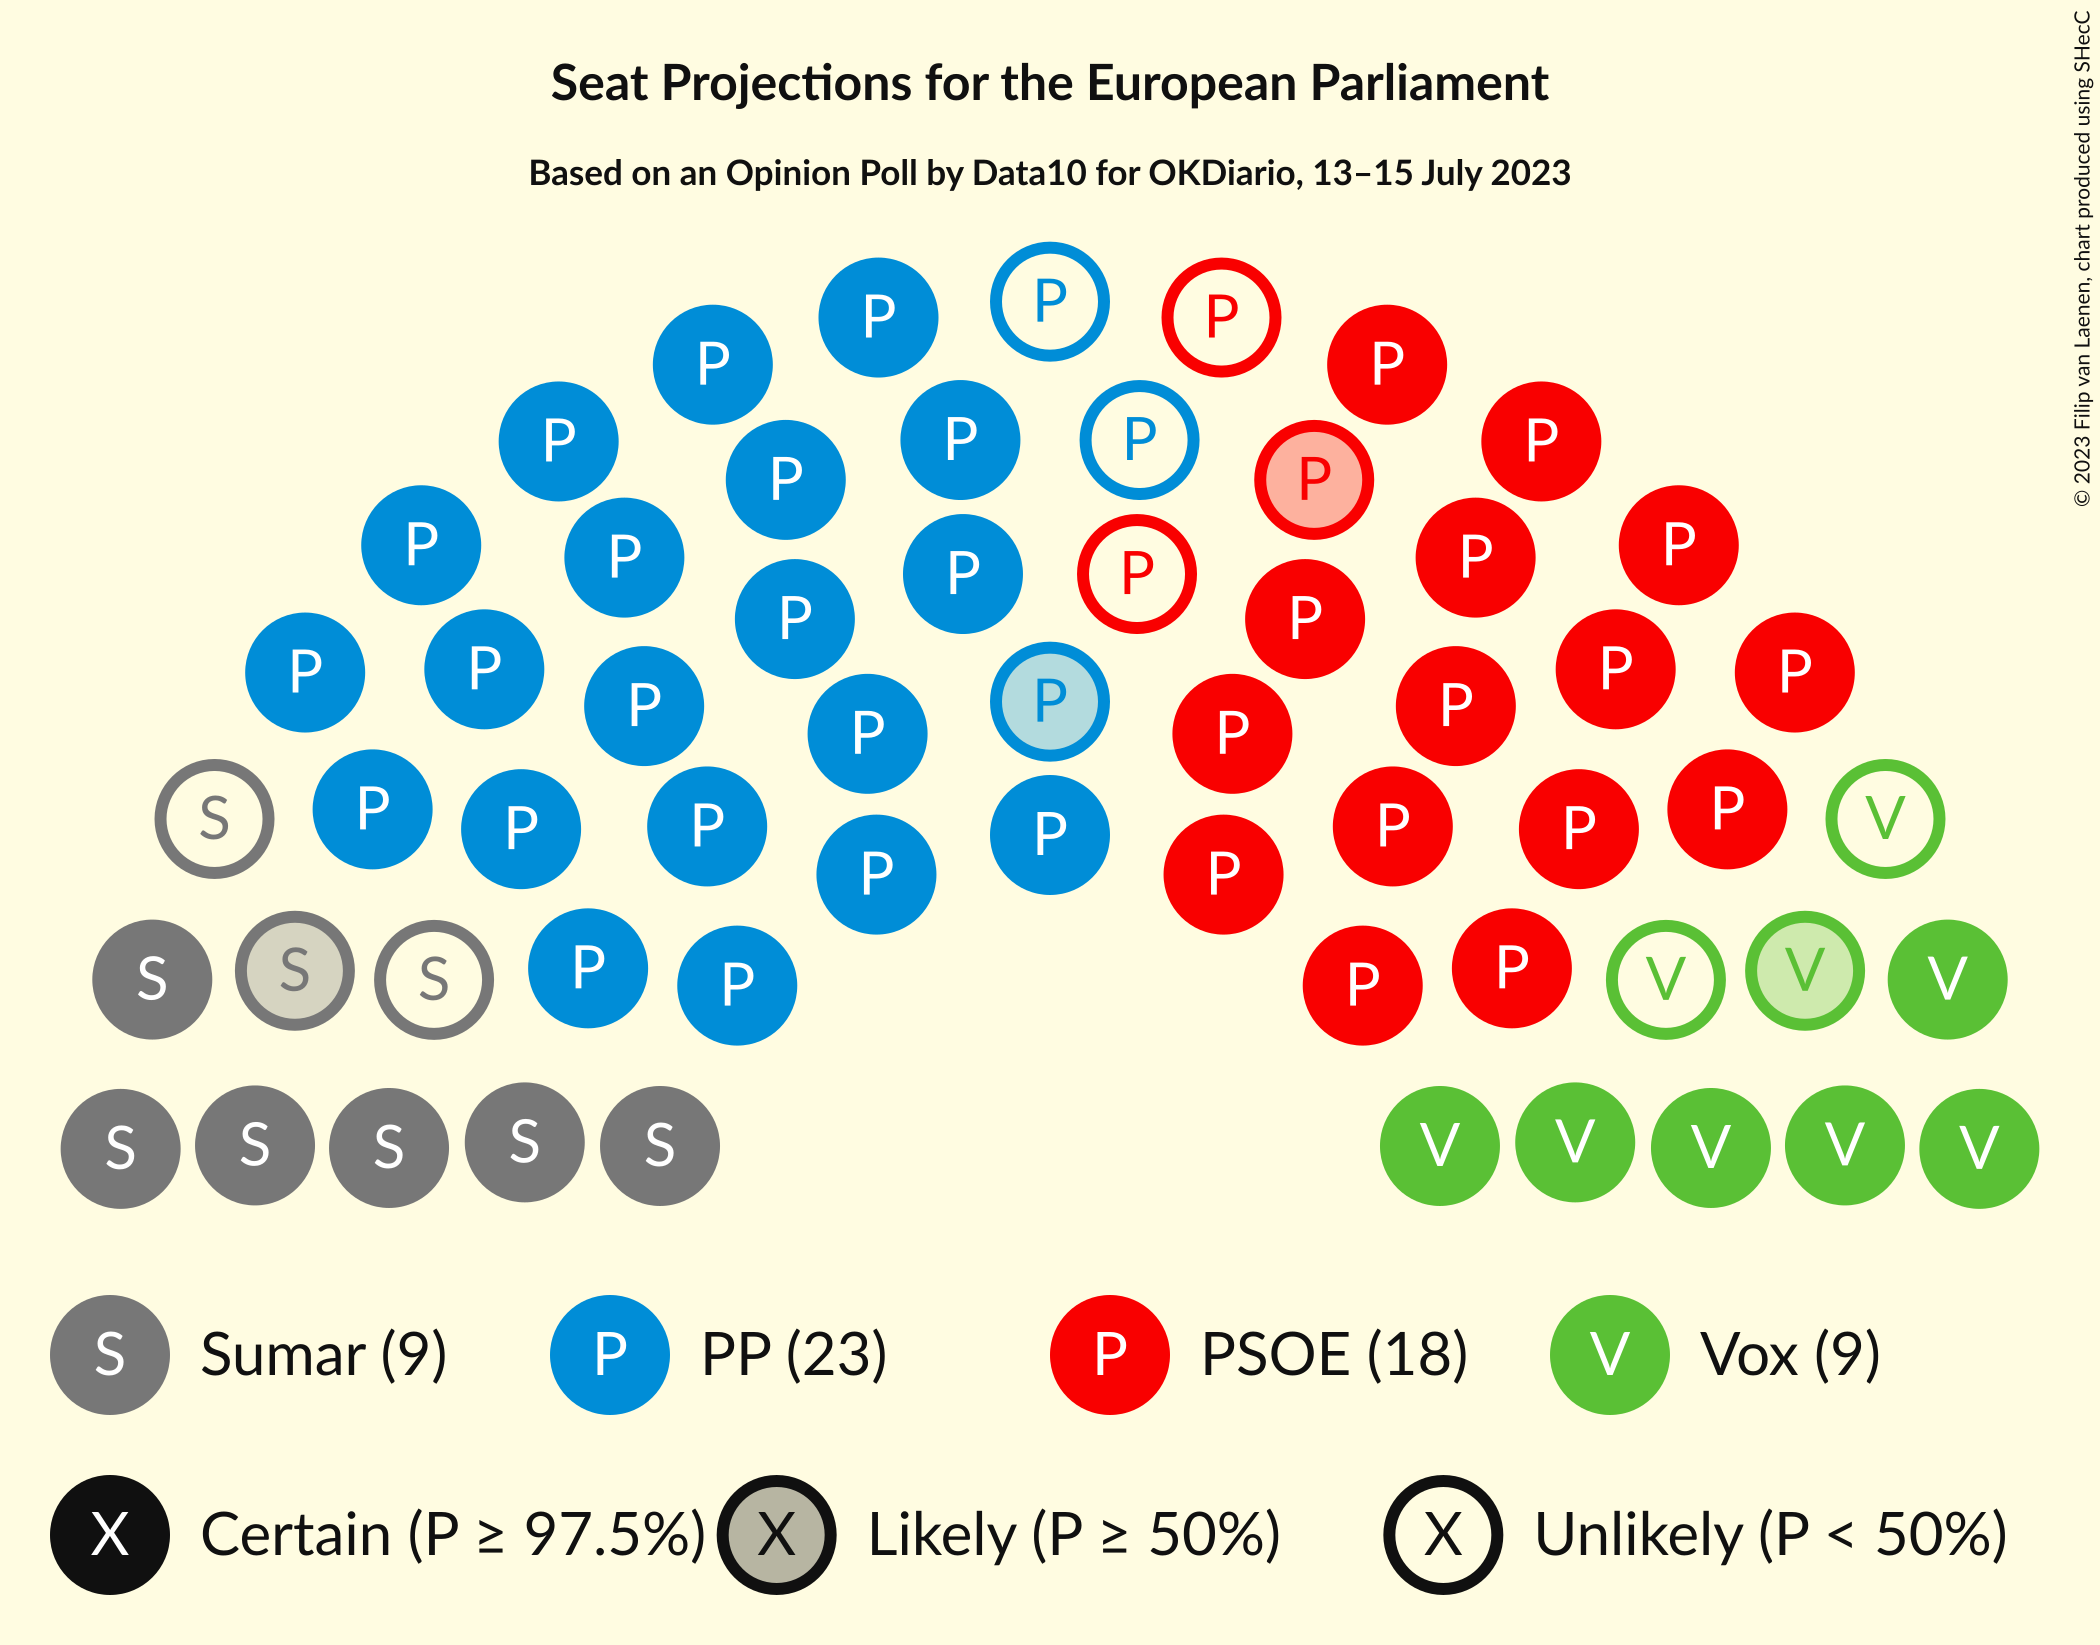 Seat Projections for the European Parliament
Based on an Opinion Poll by Data10 for OKDiario, 13–15 July 2023
© 2023 Filip van Laenen, chart produced using SHecC
P
P P
P P
P P
P P
P P
P P
P P
P P
P P
P P
P P
P P
P
P P
P P
P P
S V
P P
P P
P P
P
P P
P P
S S S V V V
P P
S S S S S V V V V V
S Sumar (9) P PP (23) P PSOE (18) V Vox (9)
X Certain (P ≥ 97.5%) X Likely (P ≥ 50%) X Unlikely (P < 50%)